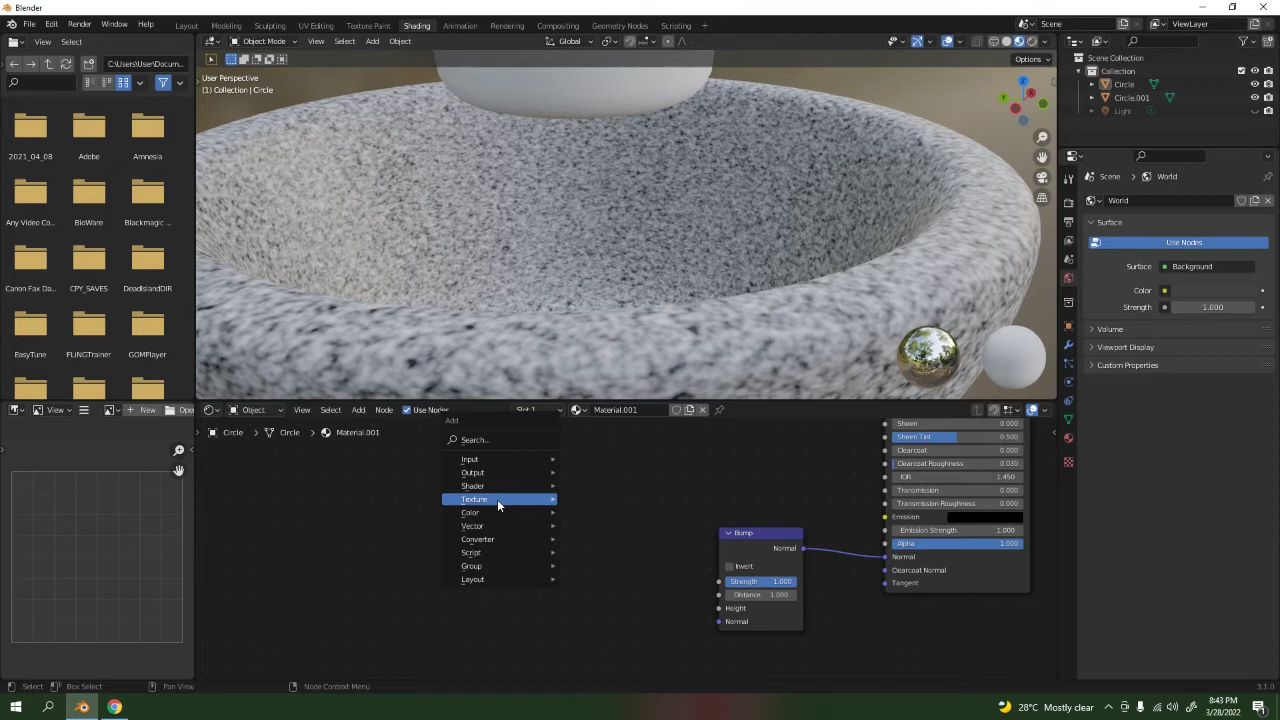 Blender
File Edit Render Window Help Layout Modeling Sculpting UV Editing Texture Paint Shading Animation Rendering Compositing Geometry Nodes Scripting + Scene ViewLayer
View Select
Object Mode View Select Add Object Global
C:\Users\User\Docum...
Options
User Perspective
(1) Collection | Circle
Scene Collection
Collection
Circle
Circle.001
Light
2021_04_08 Adobe Amnesia
Any Video Co... BioWare Blackmagic ...
Canon Fax Da... CPY_SAVES DeadIslandDIR
EasyTune FLiNGTrainer GOMPlayer
Z
Y
X
Scene > World
World
Surface
Use Nodes
Surface Background
Color
Strength 1.000
Volume
Viewport Display
Custom Properties
View New Open
Object View Select Add Node Use Nodes Slot 1 Material.001
Circle > Circle > Material.001
Add
Search...
Input
Output
Shader
Texture
Color
Vector
Converter
Script
Group
Layout
Bump
Normal
Invert
Strength 1.000
Distance 1.000
Height
Normal
Sheen 0.000
Sheen Tint 0.500
Clearcoat 0.000
Clearcoat Roughness 0.030
IOR 1.450
Transmission 0.000
Transmission Roughness 0.000
Emission
Emission Strength 1.000
Alpha 1.000
Normal
Clearcoat Normal
Tangent
Select Box Select Pan View Node Context Menu 3.1.0
28°C Mostly clear
8:43 PM
3/28/2022